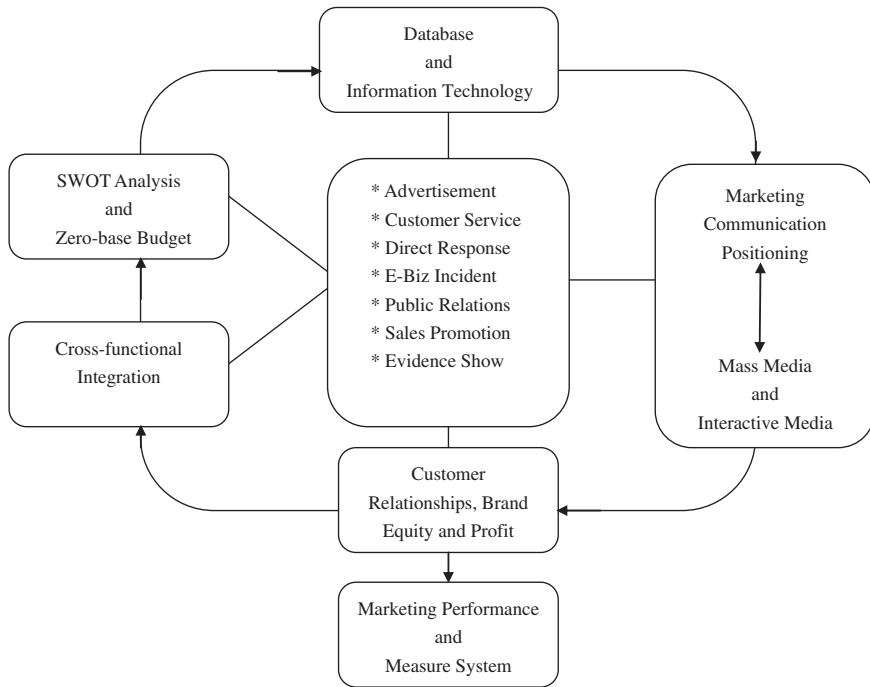 Database
and
Information Technology
SWOT Analysis
and
Zero-base Budget
* Advertisement
* Customer Service
* Direct Response
* E-Biz Incident
* Public Relations
* Sales Promotion
* Evidence Show
Marketing
Communication
Positioning
Mass Media
and
Interactive Media
Cross-functional
Integration
Customer
Relationships, Brand
Equity and Profit
Marketing Performance
and
Measure System